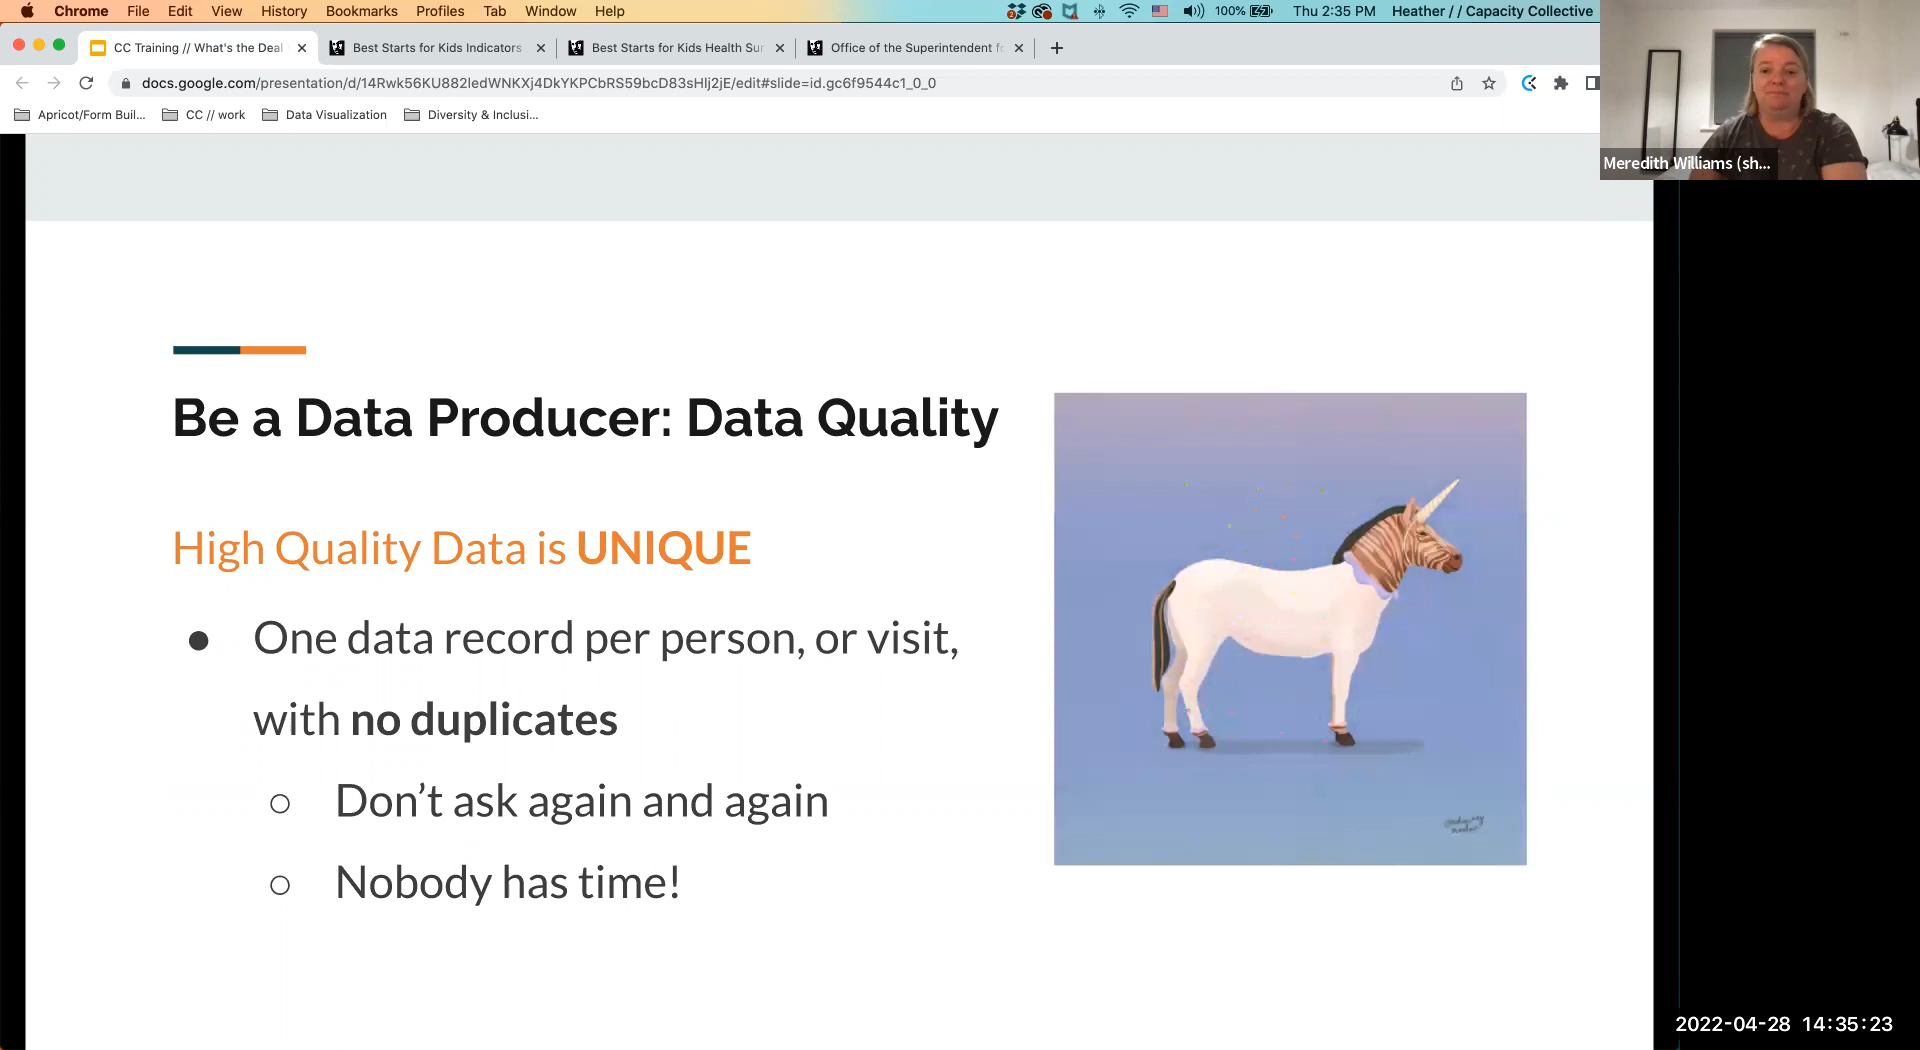 Chrome File Edit View History Bookmarks Profiles Tab Window Help 100% Thu 2:35 PM Heather // Capacity Collective
CC Training // What's the Deal
Best Starts for Kids Indicators
Best Starts for Kids Health Sur
Office of the Superintendent fo
docs.google.com/presentation/d/14Rwk56KU882ledWNKXj4DkYKPCbRS59bcD83sHlj2jE/edit#slide=id.gc6f9544c1_0_0
Apricot/Form Buil... CC // work Data Visualization Diversity & Inclusi...
Meredith Williams (sh...
Be a Data Producer: Data Quality
High Quality Data is UNIQUE
● One data record per person, or visit,
with no duplicates
○ Don't ask again and again
○ Nobody has time!
2022-04-28 14:35:23